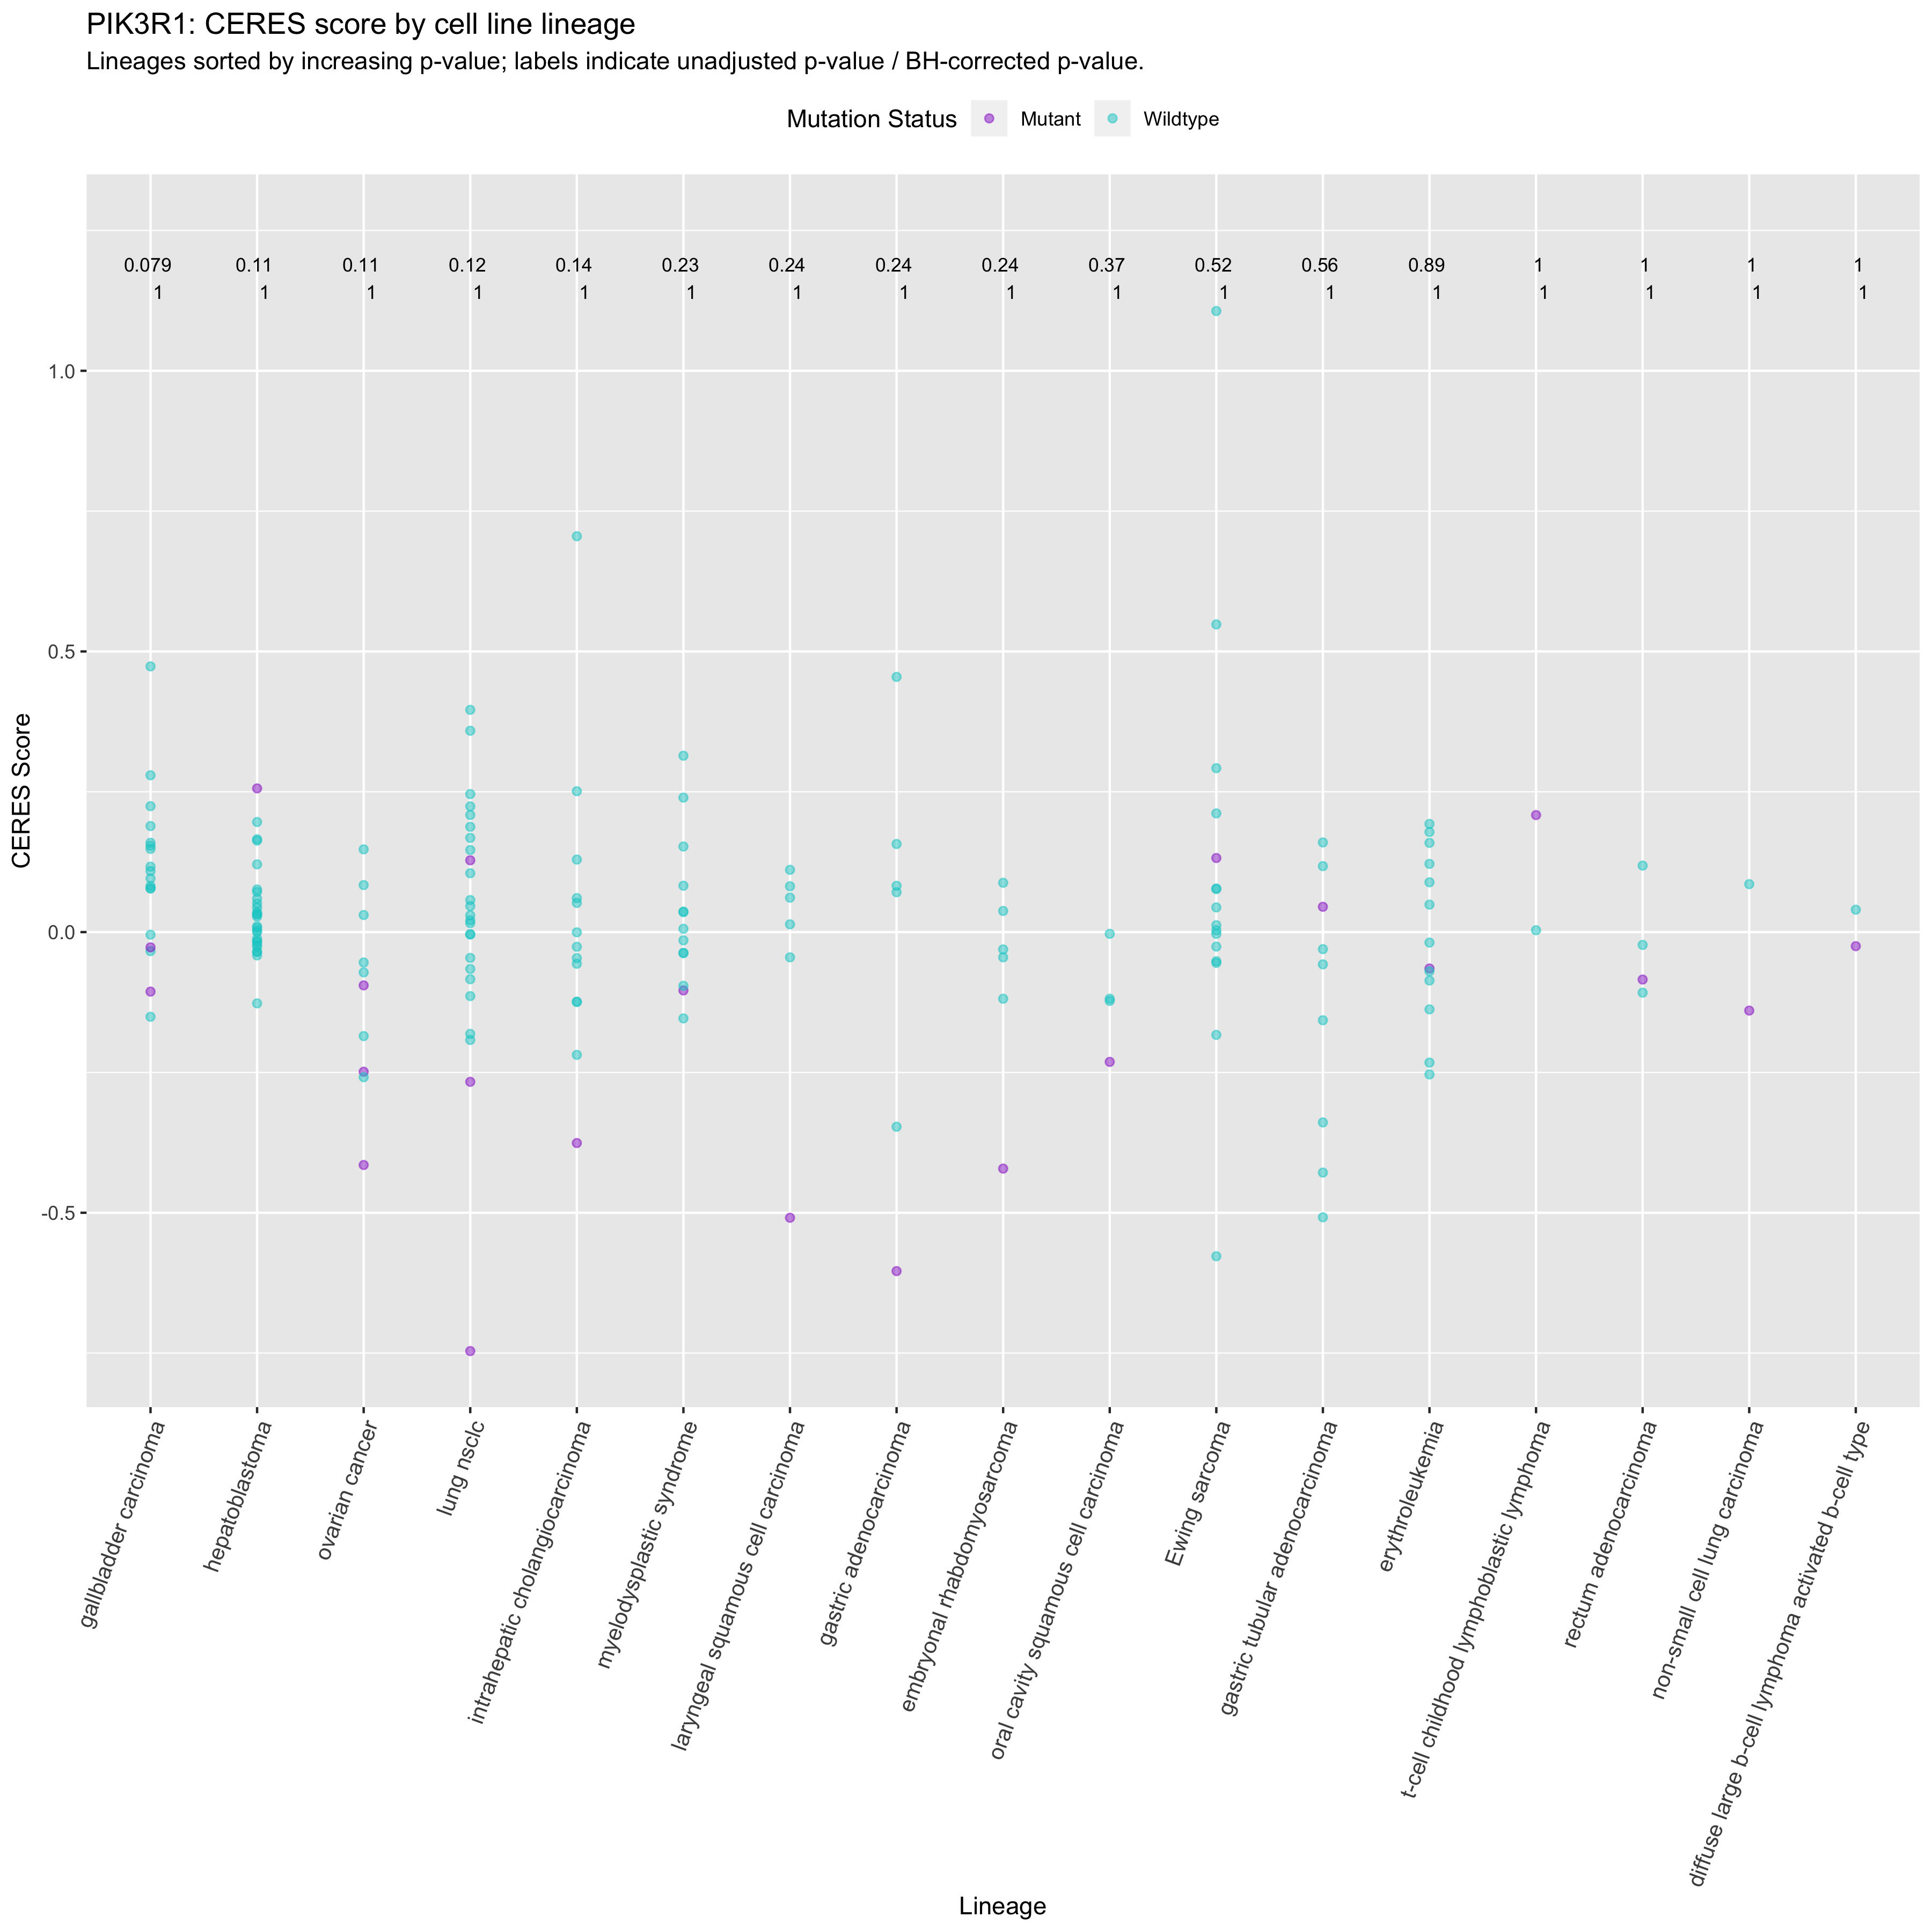 PIK3R1: CERES score by cell line lineage
Lineages sorted by increasing p-value; labels indicate unadjusted p-value / BH-corrected p-value.
Mutation Status Mutant Wildtype
0.079 0.11 0.11 0.12 0.14 0.23 0.24 0.24 0.24 0.37 0.52 0.56 0.89 1 1 1 1
1 1 1 1 1 1 1 1 1 1 1 1 1 1 1 1 1
1.0
0.5
0.0
-0.5
CERES Score
gallbladder carcinoma
hepatoblastoma
ovarian cancer
lung nsclc
intrahepatic cholangiocarcinoma
myelodysplastic syndrome
laryngeal squamous cell carcinoma
gastric adenocarcinoma
embryonal rhabdomyosarcoma
oral cavity squamous cell carcinoma
Ewing sarcoma
gastric tubular adenocarcinoma
erythroleukemia
t-cell childhood lymphoblastic lymphoma
rectum adenocarcinoma
non-small cell lung carcinoma
diffuse large b-cell lymphoma activated b-cell type
Lineage